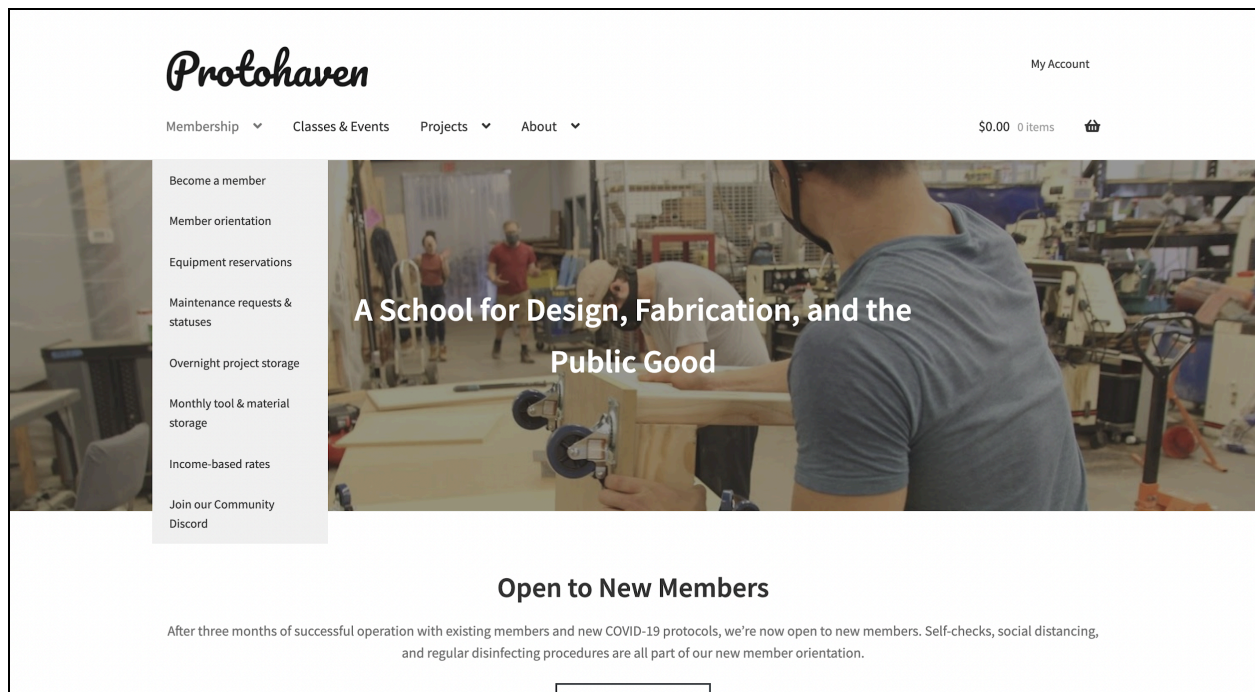 Protohaven
My Account
Membership Classes & Events Projects About $0.00 0 items
Become a member
Member orientation
Equipment reservations
Maintenance requests &
statuses
Overnight project storage
Monthly tool & material
storage
Income-based rates
Join our Community
Discord
A School for Design, Fabrication, and the
Public Good
Open to New Members
After three months of successful operation with existing members and new COVID-19 protocols, we’re now open to new members. Self-checks, social distancing,
and regular disinfecting procedures are all part of our new member orientation.